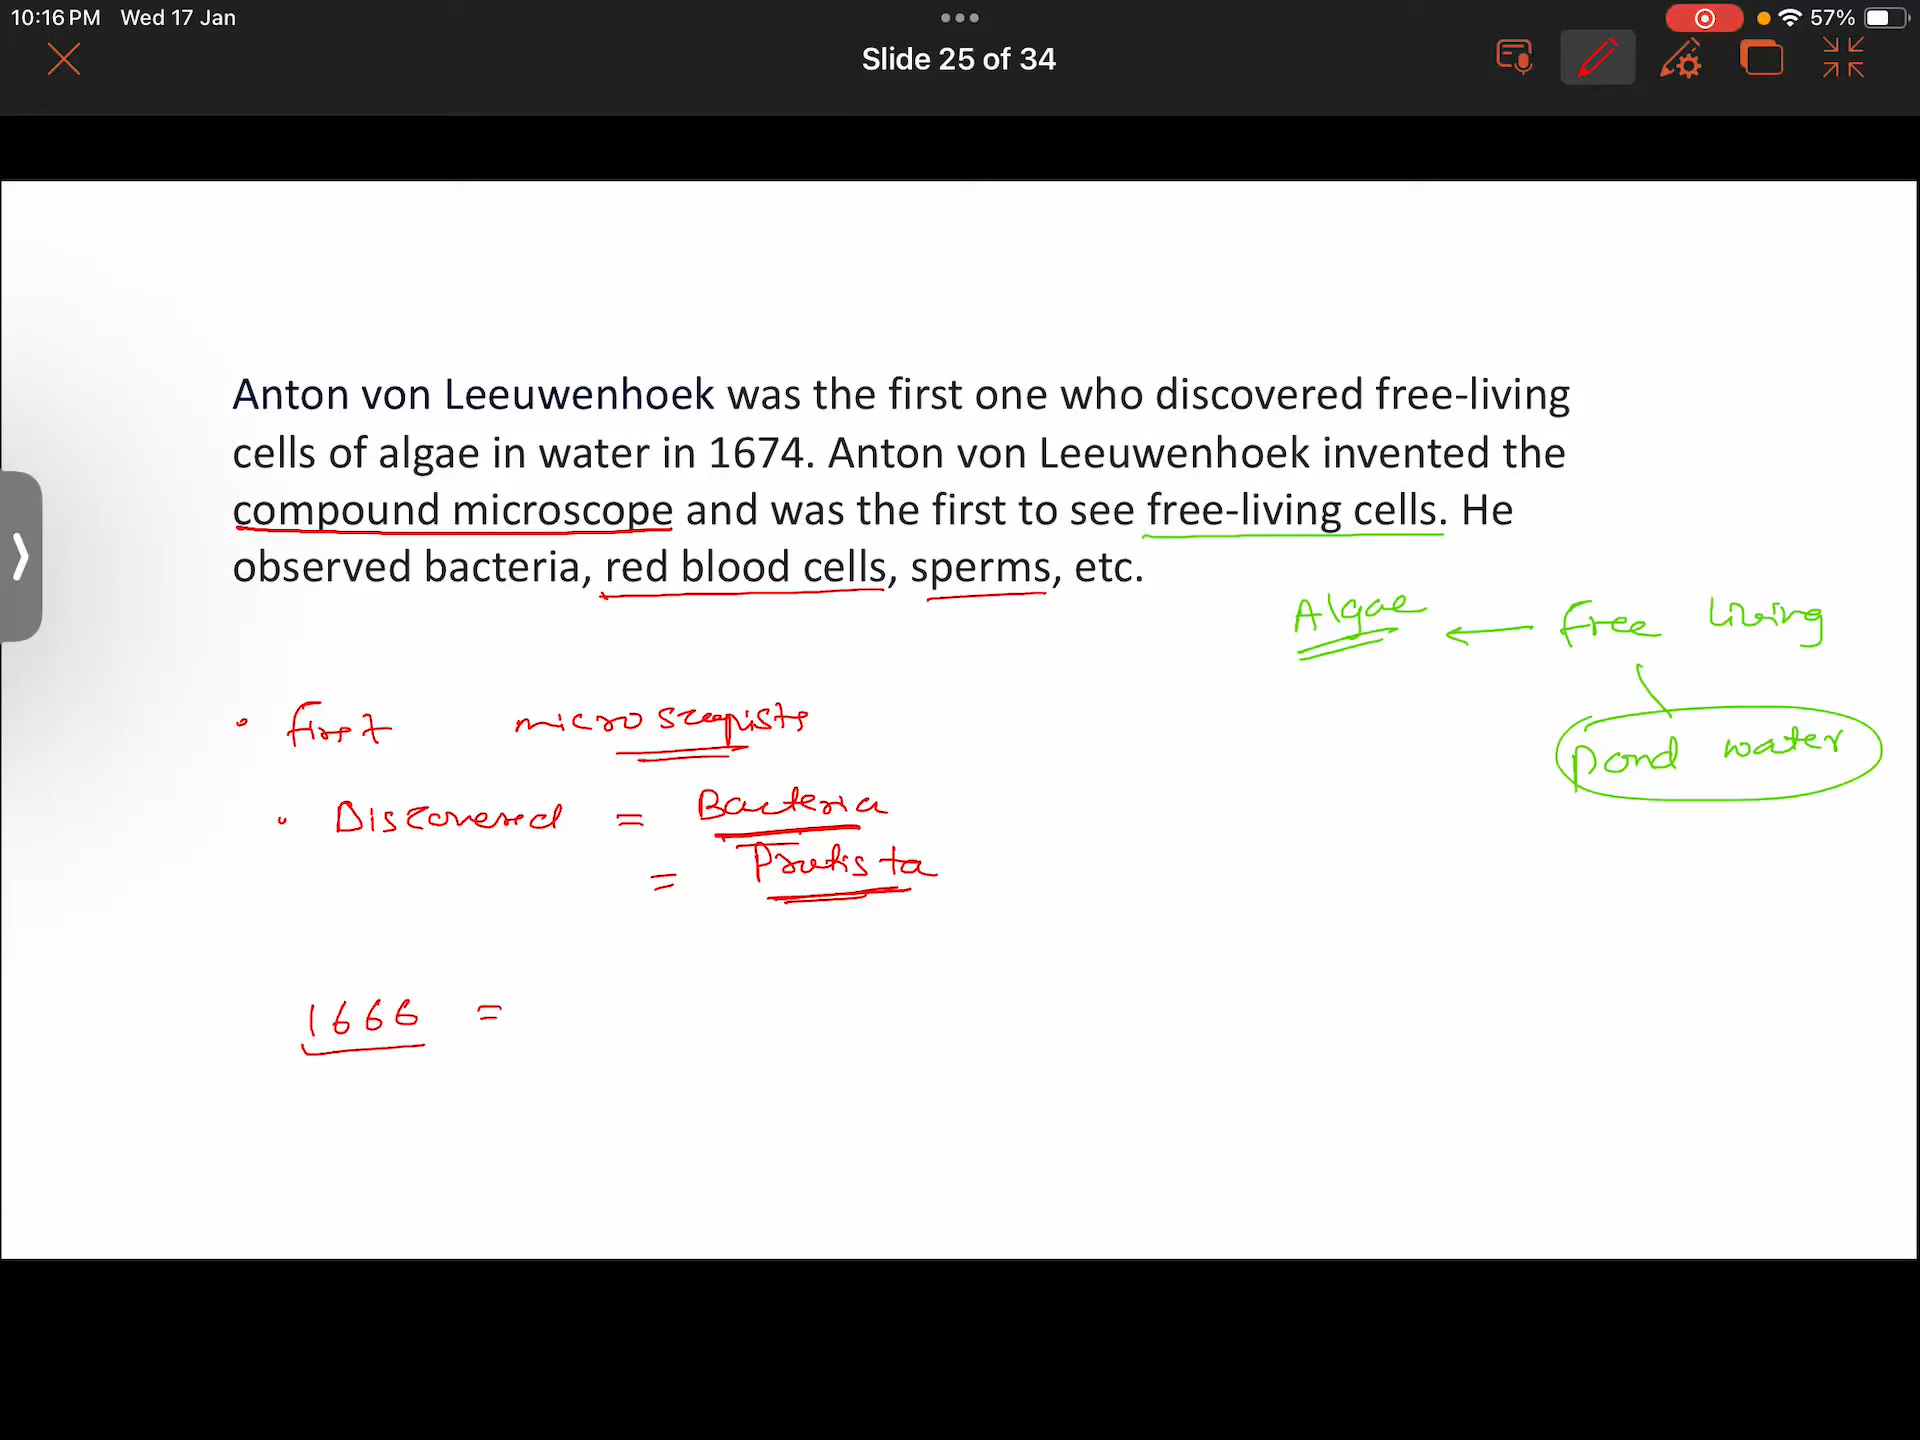 10:16 PM Wed 17 Jan
57%
Slide 25 of 34
Anton von Leeuwenhoek was the first one who discovered free-living
cells of algae in water in 1674. Anton von Leeuwenhoek invented the
compound microscope and was the first to see free-living cells. He
observed bacteria, red blood cells, sperms, etc.
Algae ← free living
pond water
• first microscopists
• Discovered = Bacteria
= Protista
1666 =